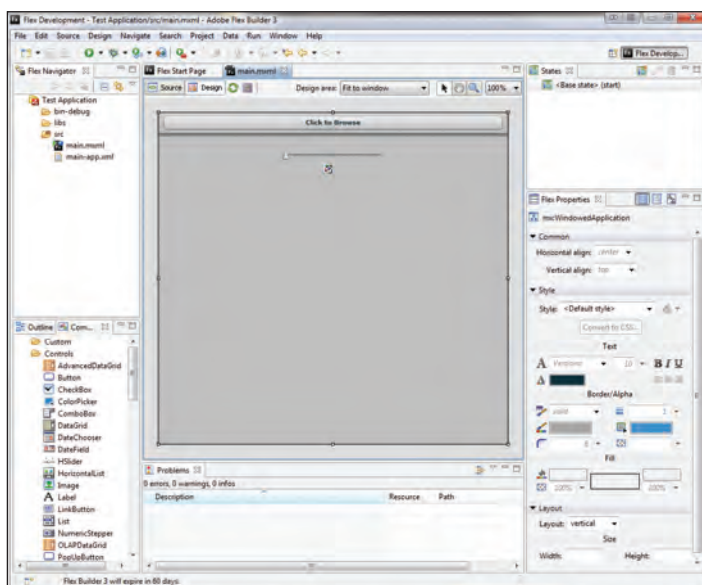 Flex Development - Test Application/src/main.mxml - Adobe Flex Builder 3
File Edit Source Design Navigate Search Project Data Run Window Help
Flex Develop...
Flex Navigator
Test Application
bin-debug
libs
src
main.mxml
main-app.xml
Flex Start Page
main.mxml
Source Design
Design area: Fit to window
100%
Click to Browse
States
<Base state> (start)
Flex Properties
mx:WindowedApplication
Common
Horizontal align: center
Vertical align: top
Style
Style: <Default style>
Convert to CSS...
Text
Verdana 10 B I U
Border/Alpha
solid 1
0
Fill
100% 100%
Layout
Layout: vertical
Size
Width: Height:
Outline Com...
Custom
Controls
AdvancedDataGrid
Button
CheckBox
ColorPicker
ComboBox
DataGrid
DateChooser
DateField
HSlider
HorizontalList
Image
Label
LinkButton
List
NumericStepper
OLAPDataGrid
PopUpButton
Problems
0 errors, 0 warnings, 0 infos
Description Resource Path
Flex Builder 3 will expire in 60 days.